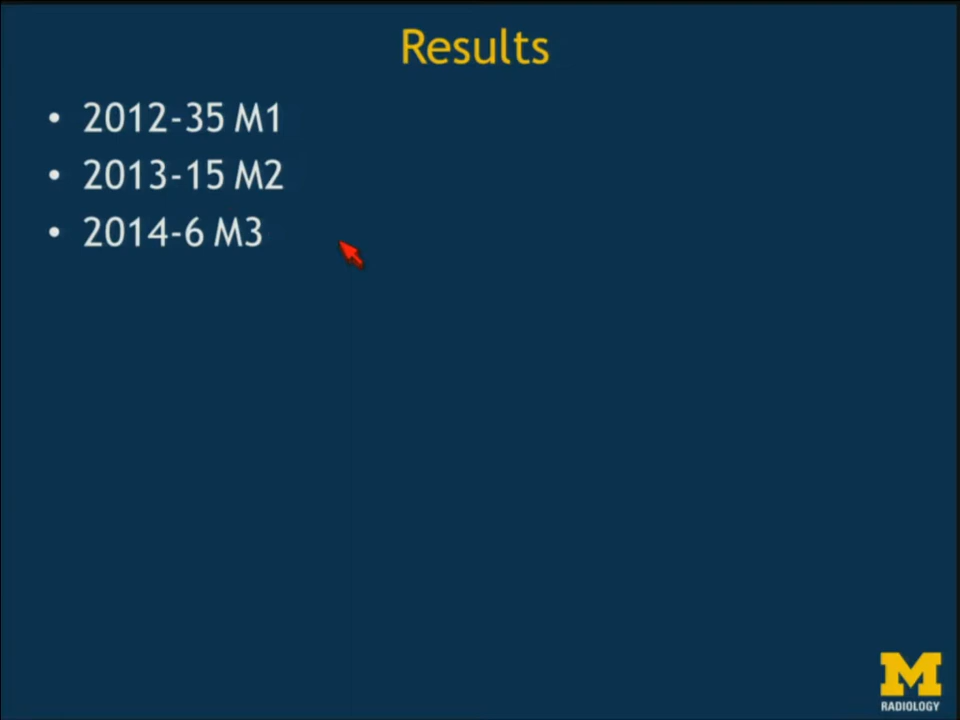 Results
• 2012-35 M1
• 2013-15 M2
• 2014-6 M3
M
RADIOLOGY